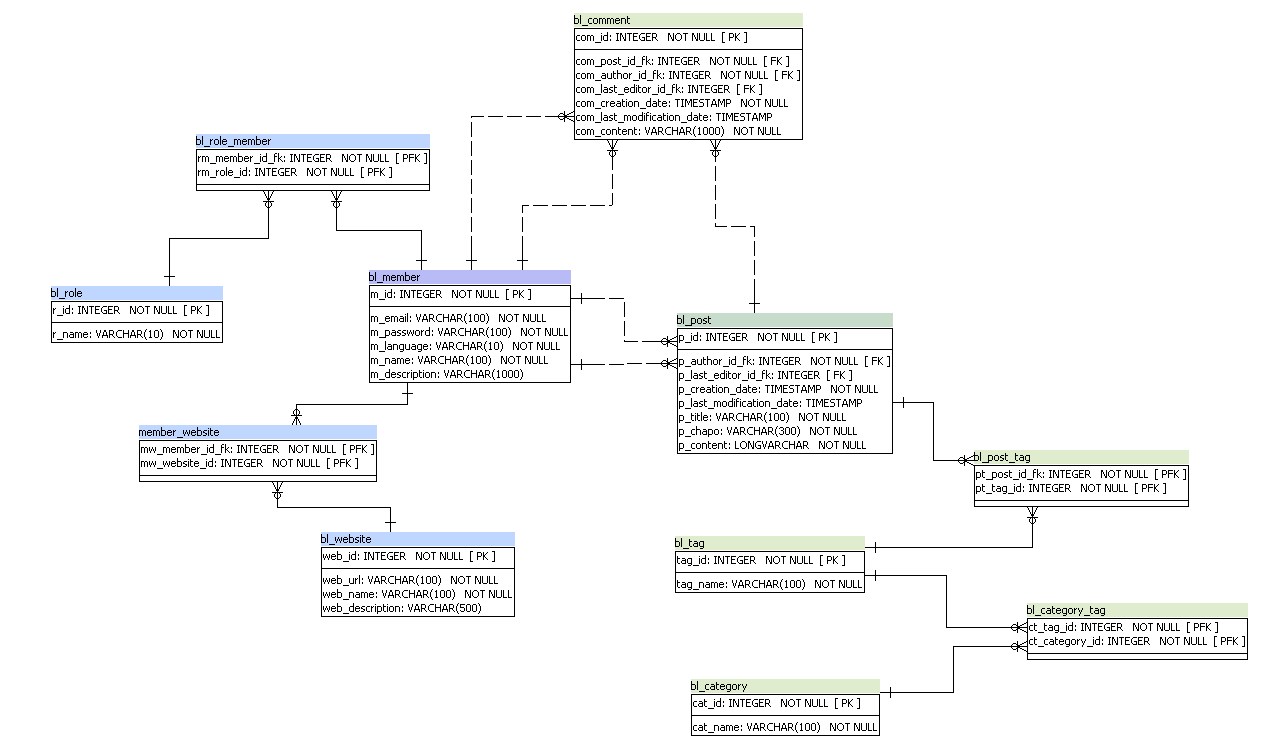 bl_comment
com_id: INTEGER NOT NULL [ PK ]
com_post_id_fk: INTEGER NOT NULL [ FK ]
com_author_id_fk: INTEGER NOT NULL [ FK ]
com_last_editor_id_fk: INTEGER [ FK ]
com_creation_date: TIMESTAMP NOT NULL
com_last_modification_date: TIMESTAMP
com_content: VARCHAR(1000) NOT NULL
bl_role_member
rm_member_id_fk: INTEGER NOT NULL [ PFK ]
rm_role_id: INTEGER NOT NULL [ PFK ]
bl_role
r_id: INTEGER NOT NULL [ PK ]
r_name: VARCHAR(10) NOT NULL
bl_member
m_id: INTEGER NOT NULL [ PK ]
m_email: VARCHAR(100) NOT NULL
m_password: VARCHAR(100) NOT NULL
m_language: VARCHAR(10) NOT NULL
m_name: VARCHAR(100) NOT NULL
m_description: VARCHAR(1000)
bl_post
p_id: INTEGER NOT NULL [ PK ]
p_author_id_fk: INTEGER NOT NULL [ FK ]
p_last_editor_id_fk: INTEGER [ FK ]
p_creation_date: TIMESTAMP NOT NULL
p_last_modification_date: TIMESTAMP
p_title: VARCHAR(100) NOT NULL
p_chapo: VARCHAR(300) NOT NULL
p_content: LONGVARCHAR NOT NULL
member_website
mw_member_id_fk: INTEGER NOT NULL [ PFK ]
mw_website_id: INTEGER NOT NULL [ PFK ]
bl_post_tag
pt_post_id_fk: INTEGER NOT NULL [ PFK ]
pt_tag_id: INTEGER NOT NULL [ PFK ]
bl_website
web_id: INTEGER NOT NULL [ PK ]
web_url: VARCHAR(100) NOT NULL
web_name: VARCHAR(100) NOT NULL
web_description: VARCHAR(500)
bl_tag
tag_id: INTEGER NOT NULL [ PK ]
tag_name: VARCHAR(100) NOT NULL
bl_category_tag
ct_tag_id: INTEGER NOT NULL [ PFK ]
ct_category_id: INTEGER NOT NULL [ PFK ]
bl_category
cat_id: INTEGER NOT NULL [ PK ]
cat_name: VARCHAR(100) NOT NULL